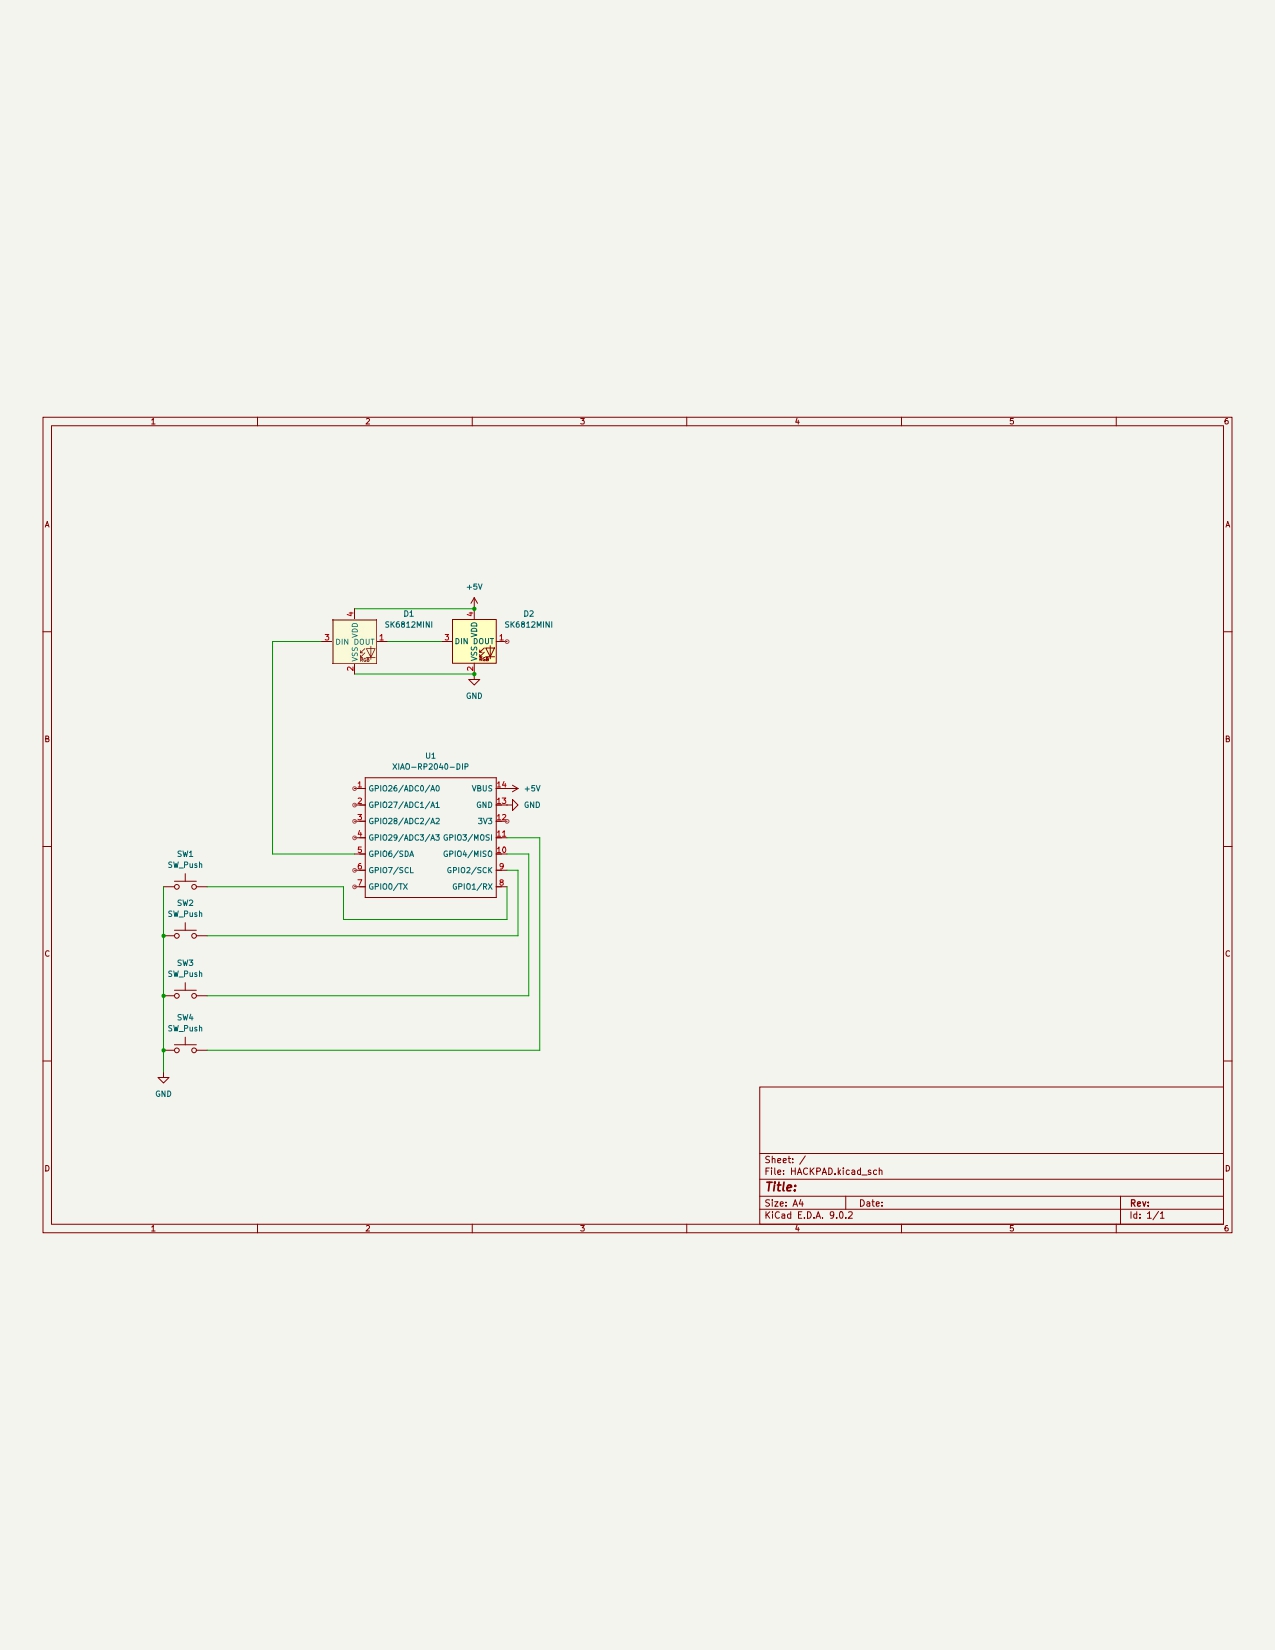 1 2 3 4 5 6
A A
+5V
D1 D2
SK6812MINI SK6812MINI
4 4
VDD VDD
3 DIN DOUT 1 3 DIN DOUT 1
VSS VSS
RGB RGB
2 2
GND
B B
U1
XIAO-RP2040-DIP
1 GPIO26/ADC0/A0 VBUS 14 +5V
2 GPIO27/ADC1/A1 GND 13 GND
3 GPIO28/ADC2/A2 3V3 12
4 GPIO29/ADC3/A3 GPIO3/MOSI 11
5 GPIO6/SDA GPIO4/MISO 10
6 GPIO7/SCL GPIO2/SCK 9
7 GPIO0/TX GPIO1/RX 8
SW1
SW_Push
SW2
SW_Push
C C
SW3
SW_Push
SW4
SW_Push
GND
Sheet: /
File: HACKPAD.kicad_sch
D D
Title:
Size: A4 Date: Rev:
KiCad E.D.A. 9.0.2 Id: 1/1
1 2 3 4 5 6